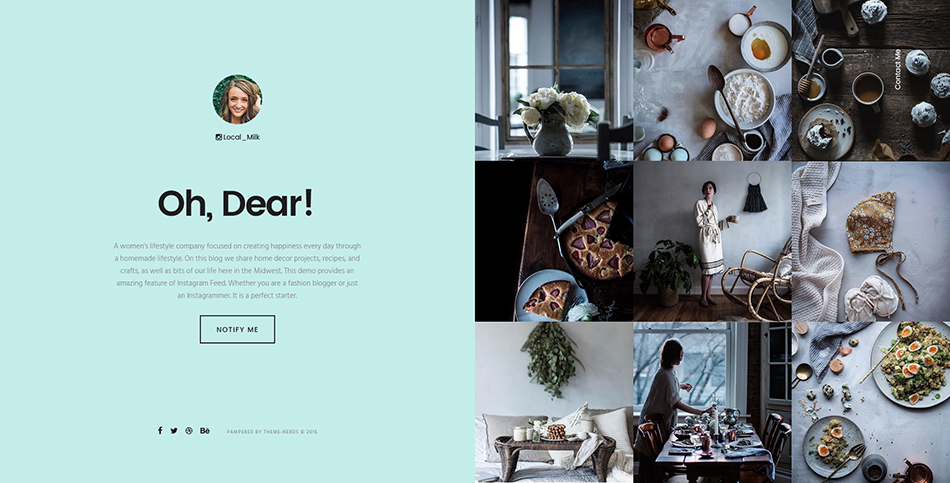 Local_Milk
Oh, Dear!
A women's lifestyle company focused on creating happiness every day through
a homemade lifestyle. On this blog we share home decor projects, recipes, and
crafts, as well as bits of our life here in the Midwest. This demo provides an
amazing feature of Instagram Feed. Whether you are a fashion blogger or just
an Instagrammer. It is a perfect starter.
NOTIFY ME
PAMPERED BY THEME-NERDS © 2016
Contact Me